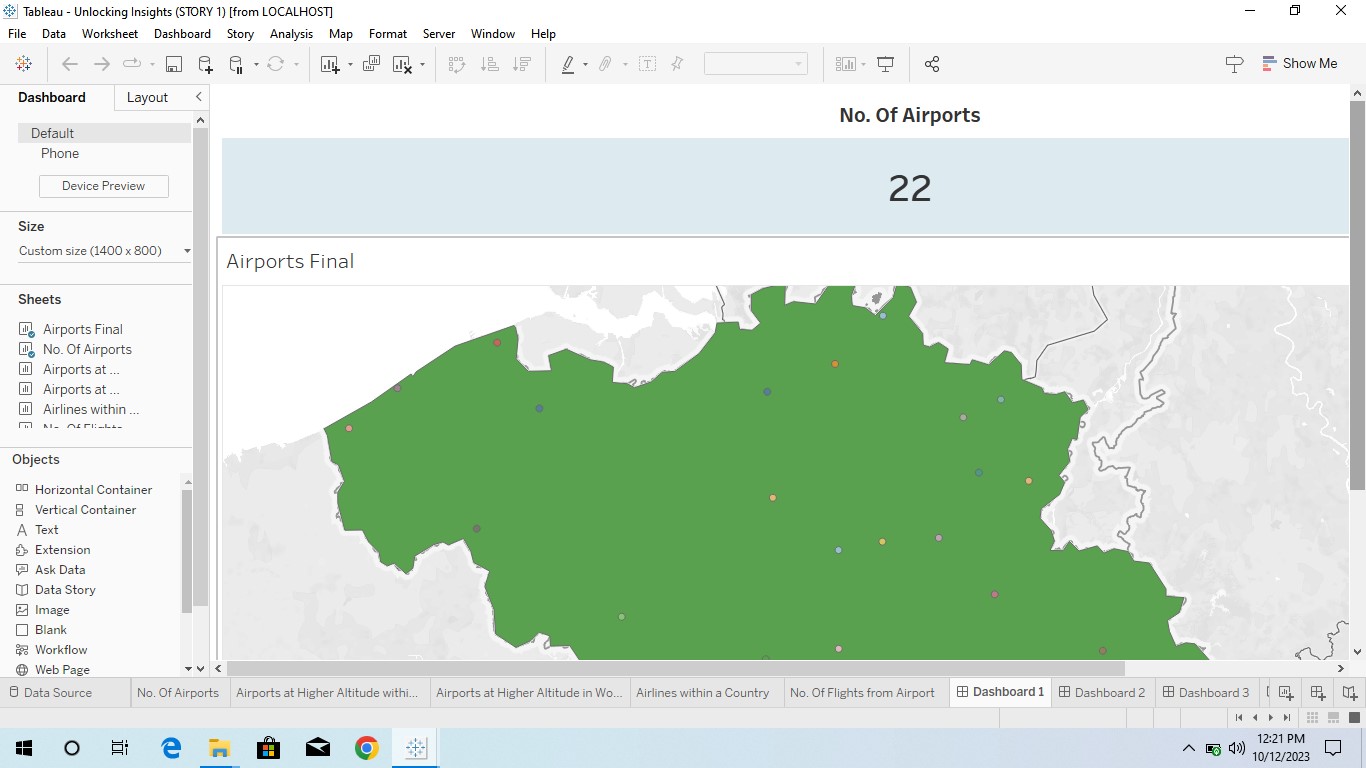 Tableau - Unlocking Insights (STORY 1) [from LOCALHOST]
File Data Worksheet Dashboard Story Analysis Map Format Server Window Help
Show Me
Dashboard Layout
Default
Phone
Device Preview
Size
Custom size (1400 x 800)
Sheets
Airports Final
No. Of Airports
Airports at ...
Airports at ...
Airlines within ...
No. Of Flights
Objects
Horizontal Container
Vertical Container
Text
Extension
Ask Data
Data Story
Image
Blank
Workflow
Web Page
No. Of Airports
22
Airports Final
Data Source No. Of Airports Airports at Higher Altitude withi... Airports at Higher Altitude in Wo... Airlines within a Country No. Of Flights from Airport Dashboard 1 Dashboard 2 Dashboard 3
12:21 PM
10/12/2023